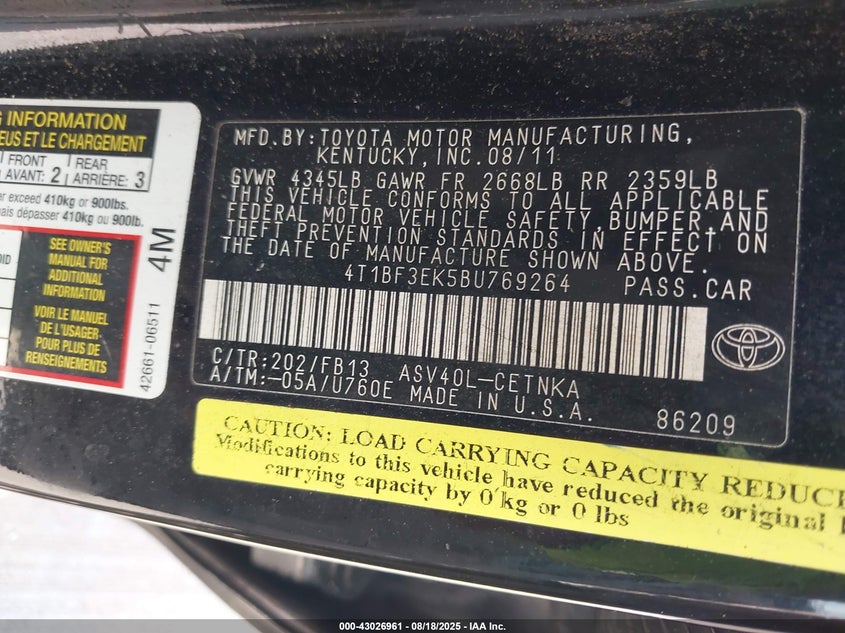 G INFORMATION
EUS ET LE CHARGEMENT
FRONT
AVANT: 2
REAR
ARRIÈRE: 3
er exceed 410kg or 900lbs.
ais dépasser 410kg ou 900lb.
OID
SEE OWNER'S
MANUAL FOR
ADDITIONAL
INFORMATION
VOIR LE MANUEL
DE L'USAGER
POUR PLUS DE
RENSEIGNEMENTS
4M
42661-06511
MFD.BY:TOYOTA MOTOR MANUFACTURING,
KENTUCKY,INC.08/11
GVWR 4345LB GAWR FR 2668LB RR 2359LB
THIS VEHICLE CONFORMS TO ALL APPLICABLE
FEDERAL MOTOR VEHICLE SAFETY,BUMPER,AND
THEFT PREVENTION STANDARDS IN EFFECT ON
THE DATE OF MANUFACTURE SHOWN ABOVE.
4T1BF3EK5BU769264 PASS.CAR
C/TR:202/FB13 ASV40L-CETNKA
A/TM:-05A/U760E MADE IN U.S.A. 86209
CAUTION: LOAD CARRYING CAPACITY REDUC
Modifications to this vehicle have reduced the original l
carrying capacity by 0 kg or 0 lbs
000-43026961 - 08/18/2025 - IAA Inc.